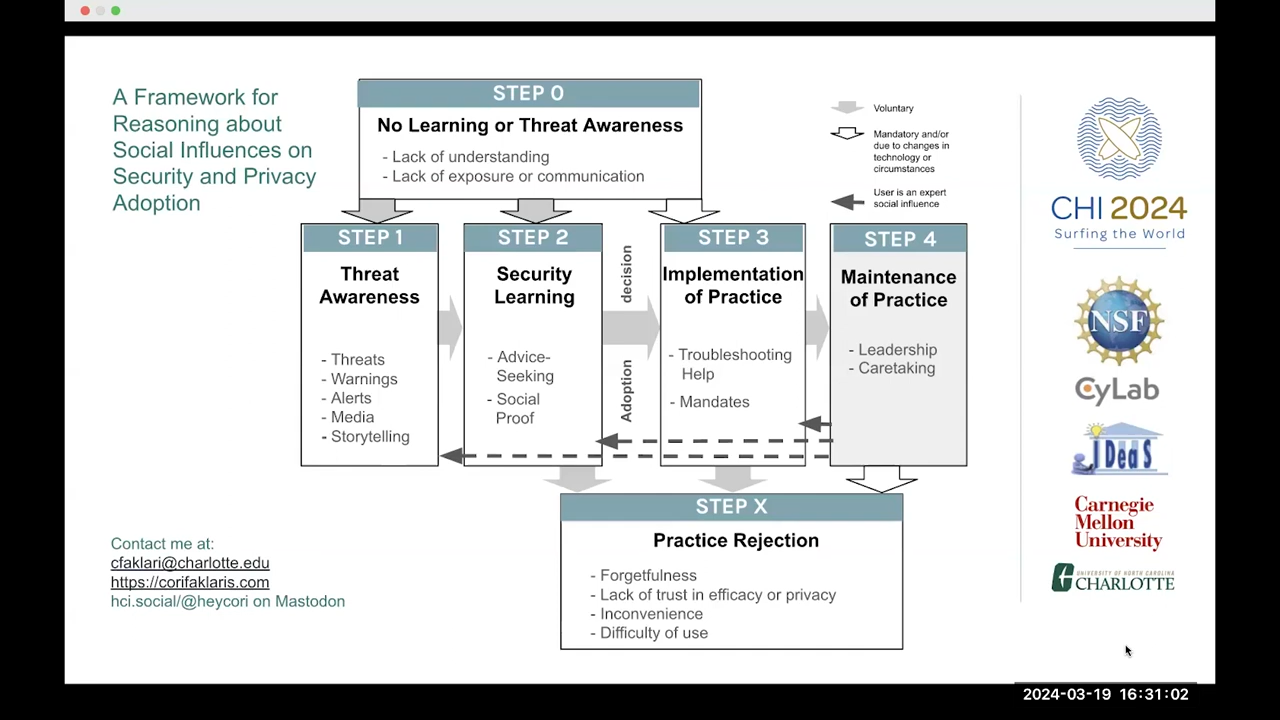 A Framework for
Reasoning about
Social Influences on
Security and Privacy
Adoption
STEP 0
No Learning or Threat Awareness
- Lack of understanding
- Lack of exposure or communication
Voluntary
Mandatory and/or
due to changes in
technology or
circumstances
User is an expert
social influence
STEP 1
Threat
Awareness
- Threats
- Warnings
- Alerts
- Media
- Storytelling
STEP 2
Security
Learning
- Advice-
Seeking
- Social
Proof
Adoption decision
STEP 3
Implementation
of Practice
- Troubleshooting
Help
- Mandates
STEP 4
Maintenance
of Practice
- Leadership
- Caretaking
STEP X
Practice Rejection
- Forgetfulness
- Lack of trust in efficacy or privacy
- Inconvenience
- Difficulty of use
Contact me at:
cfaklari@charlotte.edu
https://corifaklaris.com
hci.social/@heycori on Mastodon
CHI 2024
Surfing the World
NSF
CyLab
IDeaS
Carnegie
Mellon
University
UNIVERSITY OF NORTH CAROLINA
CHARLOTTE
2024-03-19 16:31:02